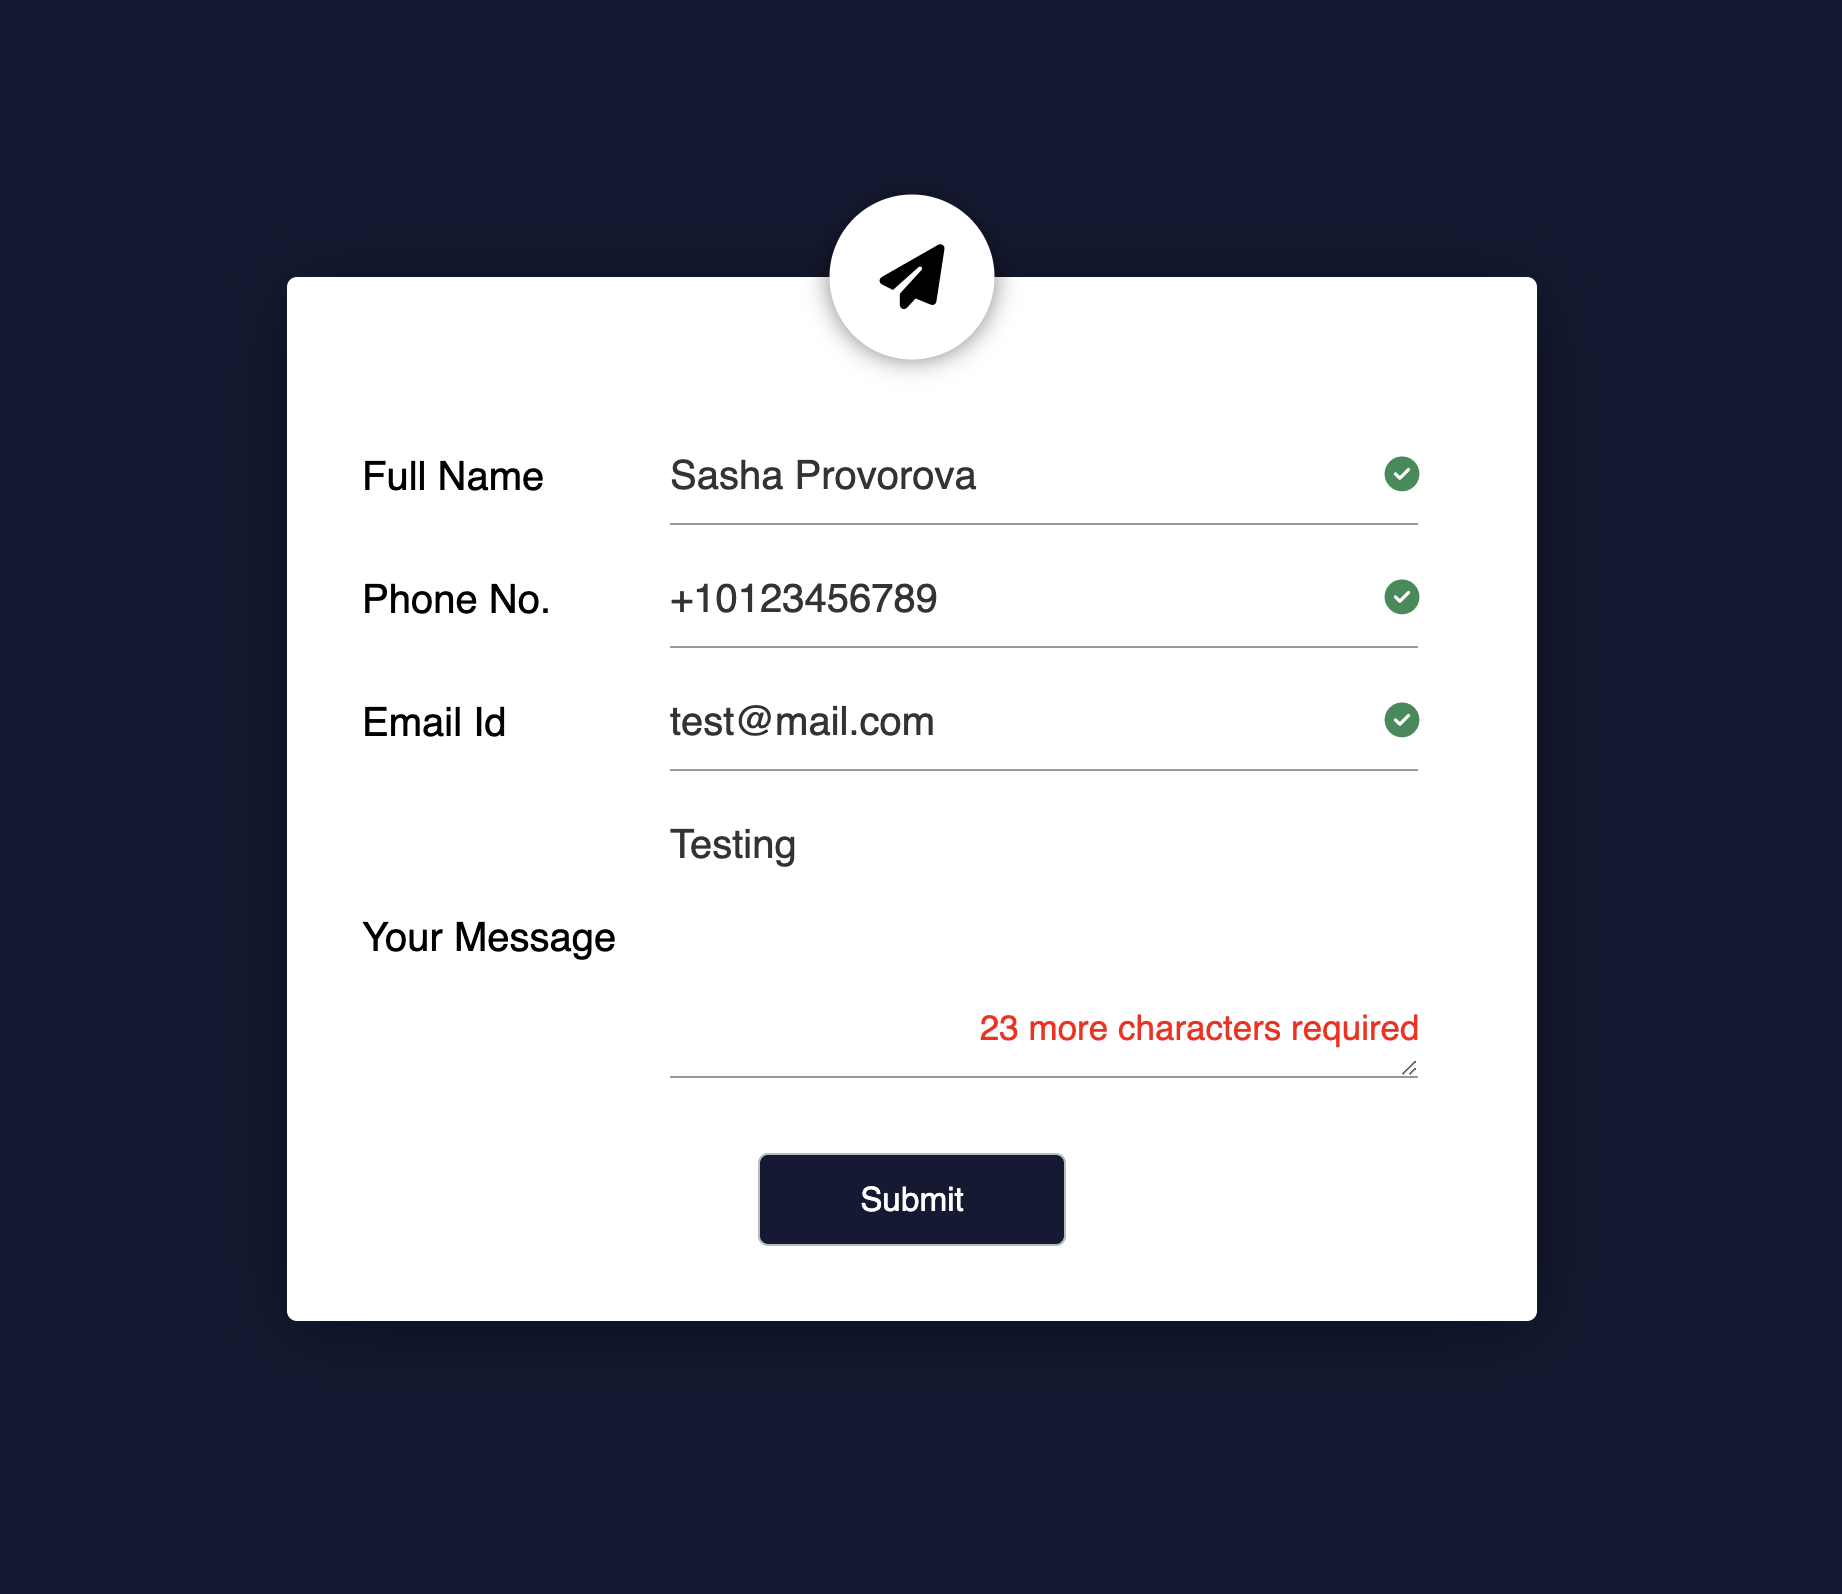 Full Name
Sasha Provorova
Phone No.
+10123456789
Email Id
test@mail.com
Testing
Your Message
23 more characters required
Submit